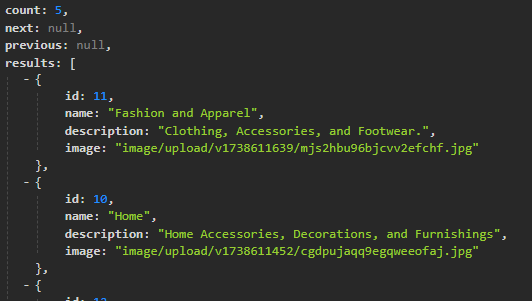 count: 5,
next: null,
previous: null,
results: [
- {
id: 11,
name: "Fashion and Apparel",
description: "Clothing, Accessories, and Footwear.",
image: "image/upload/v1738611639/mjs2hbu96bjcvv2efchf.jpg"
},
- {
id: 10,
name: "Home",
description: "Home Accessories, Decorations, and Furnishings",
image: "image/upload/v1738611452/cgdpujaqq9egqweeofaj.jpg"
},
- {